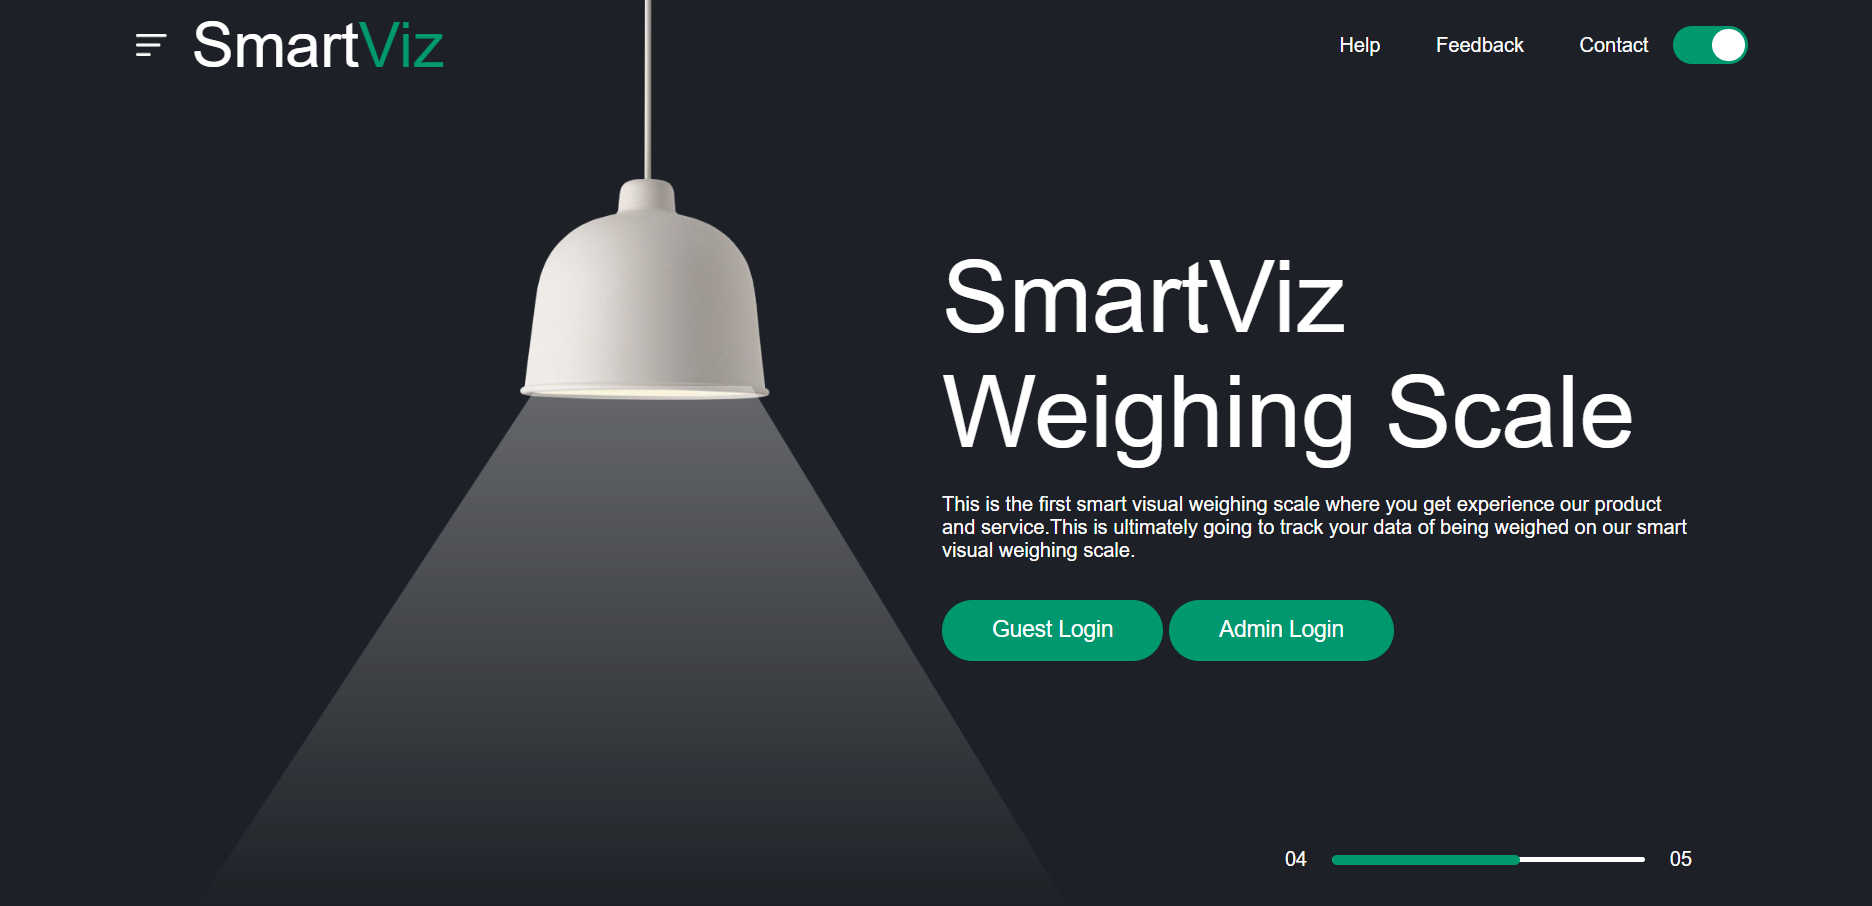 SmartViz
Help
Feedback
Contact
SmartViz
Weighing Scale
This is the first smart visual weighing scale where you get experience our product
and service.This is ultimately going to track your data of being weighed on our smart
visual weighing scale.
Guest Login
Admin Login
04
05